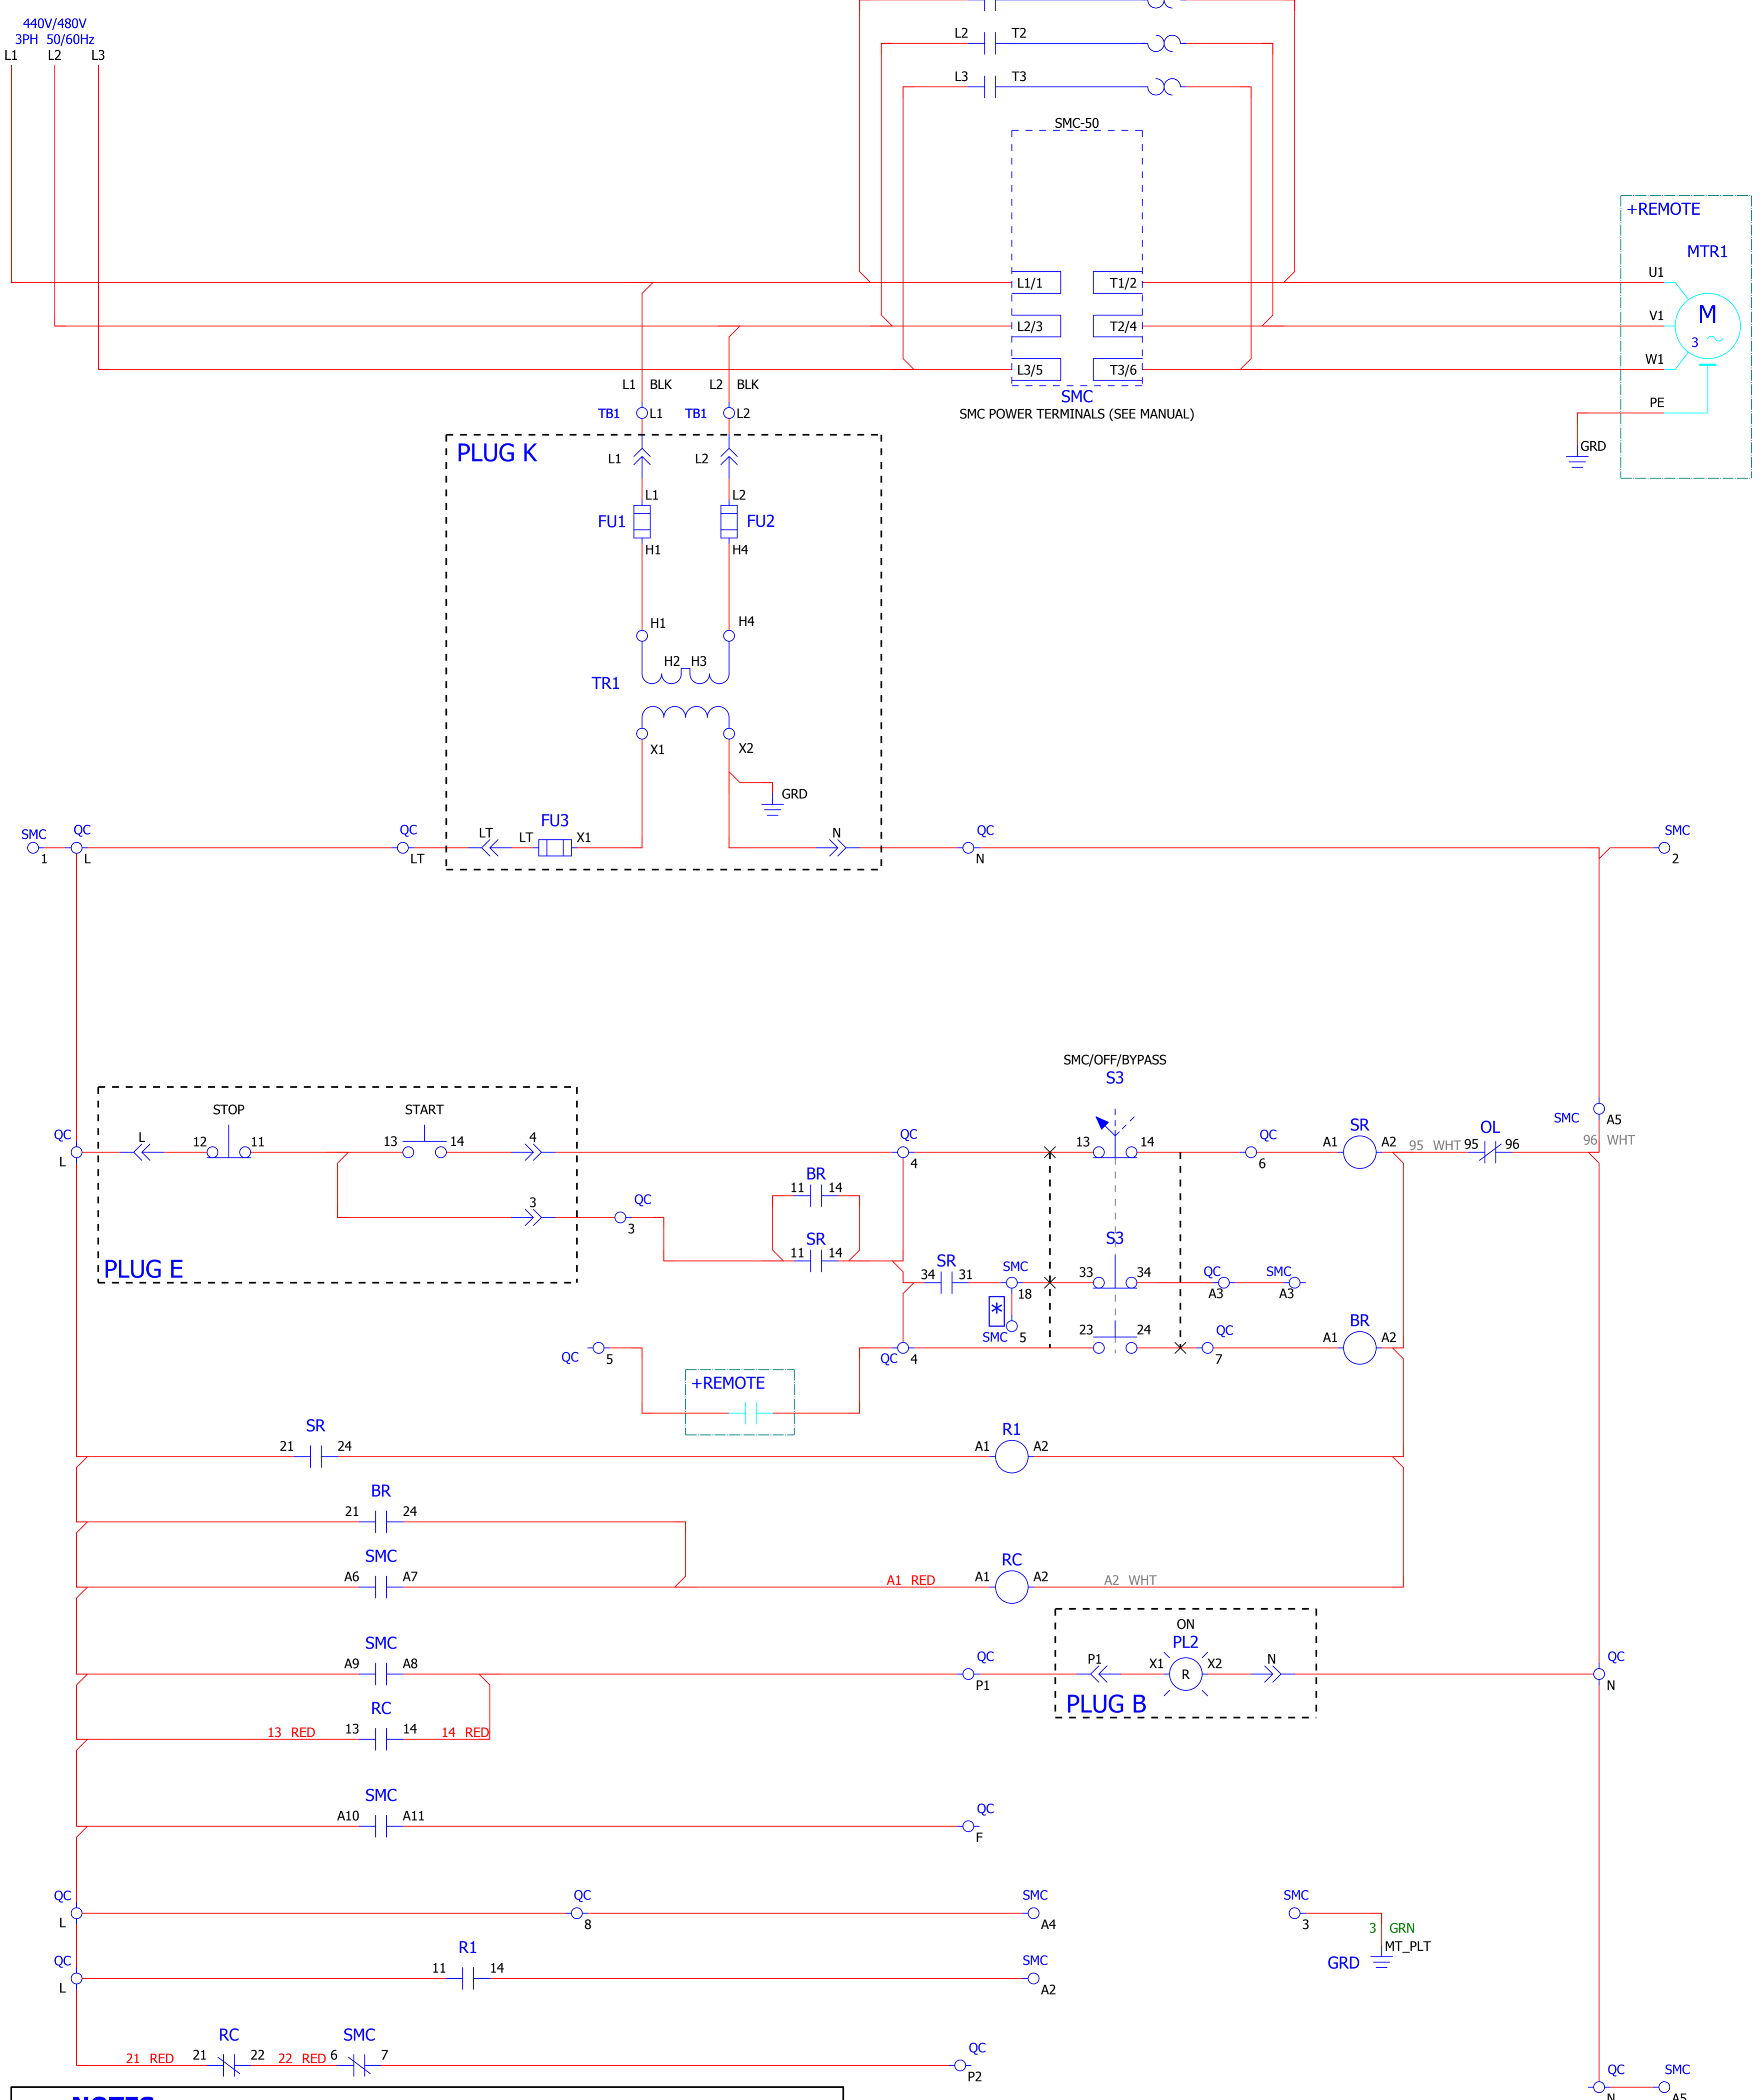 440V/480V
3PH 50/60Hz
L1 L2 L3
L2 T2
L3 T3
SMC-50
+REMOTE
MTR1
L1/1 T1/2 U1
L2/3 T2/4 V1
M
3
L3/5 T3/6 W1
SMC
SMC POWER TERMINALS (SEE MANUAL)
PE
GRD
L1 BLK L2 BLK
TB1 L1 TB1 L2
PLUG K
L1 L2
L1 L2
FU1 FU2
H1 H4
H1 H4
H2 H3
TR1
X1 X2
GRD
SMC QC QC LT LT FU3 X1 N QC SMC
1 L LT N 2
SMC/OFF/BYPASS
S3
STOP START
SMC A5
QC L 12 11 13 14 4 QC 13 14 QC SR OL
A1 A2 95 WHT 95 96 96 WHT
L 4 6
BR
11 14
3 QC
3
SR
11 14
S3
PLUG E
SR
34 31 SMC 33 34 QC SMC
18 A3 A3
*
SMC 5
23 24 QC BR
A1 A2
QC 5 QC 4 7
+REMOTE
SR R1
21 24 A1 A2
BR
21 24
SMC RC
A6 A7 A1 RED A1 A2 A2 WHT
ON
SMC PL2
A9 A8 QC P1 X1 R X2 N QC
P1 N
PLUG B
RC
13 RED 13 14 14 RED
SMC
A10 A11 QC
F
QC QC SMC SMC
L 8 A4 3
3 GRN
MT_PLT
GRD
QC R1 SMC
11 14
L A2
RC SMC
21 RED 21 22 22 RED 6 7 QC
P2
QC SMC
N A5
NOTES